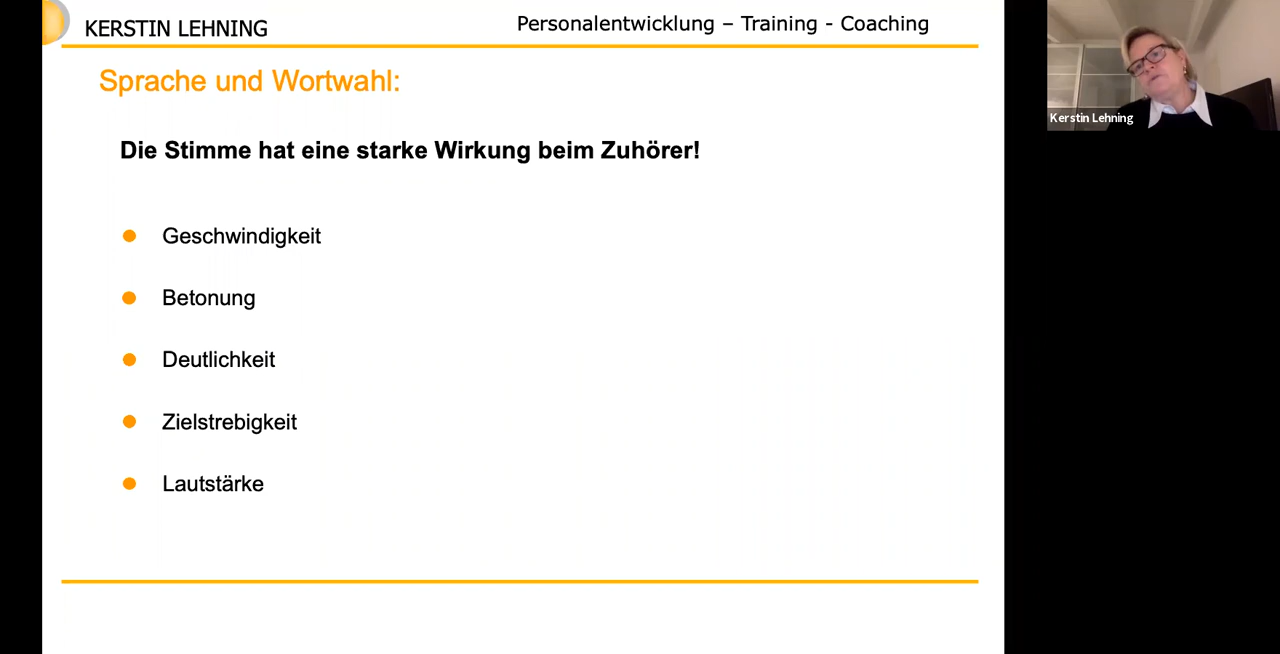 KERSTIN LEHNING
Personalentwicklung – Training - Coaching
Sprache und Wortwahl:
Die Stimme hat eine starke Wirkung beim Zuhörer!
Geschwindigkeit
Betonung
Deutlichkeit
Zielstrebigkeit
Lautstärke
Kerstin Lehning